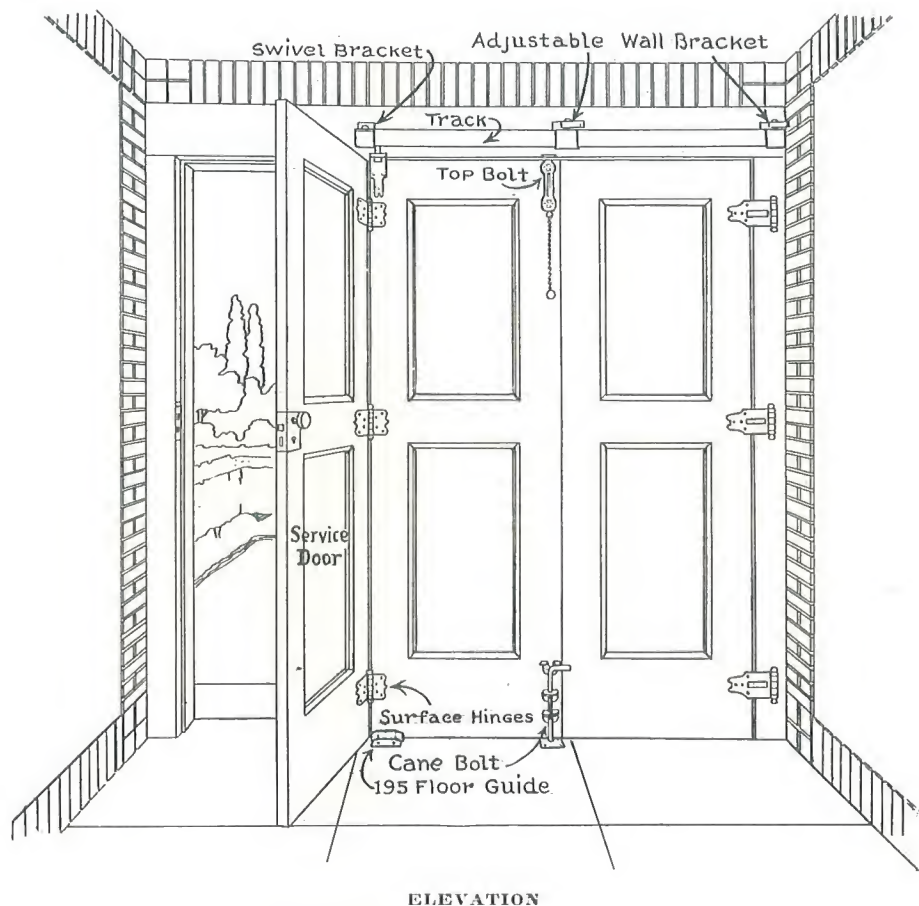 Swivel Bracket
Adjustable Wall Bracket
Track
Top Bolt
Service
Door
Surface Hinges
Cane Bolt
195 Floor Guide
ELEVATION